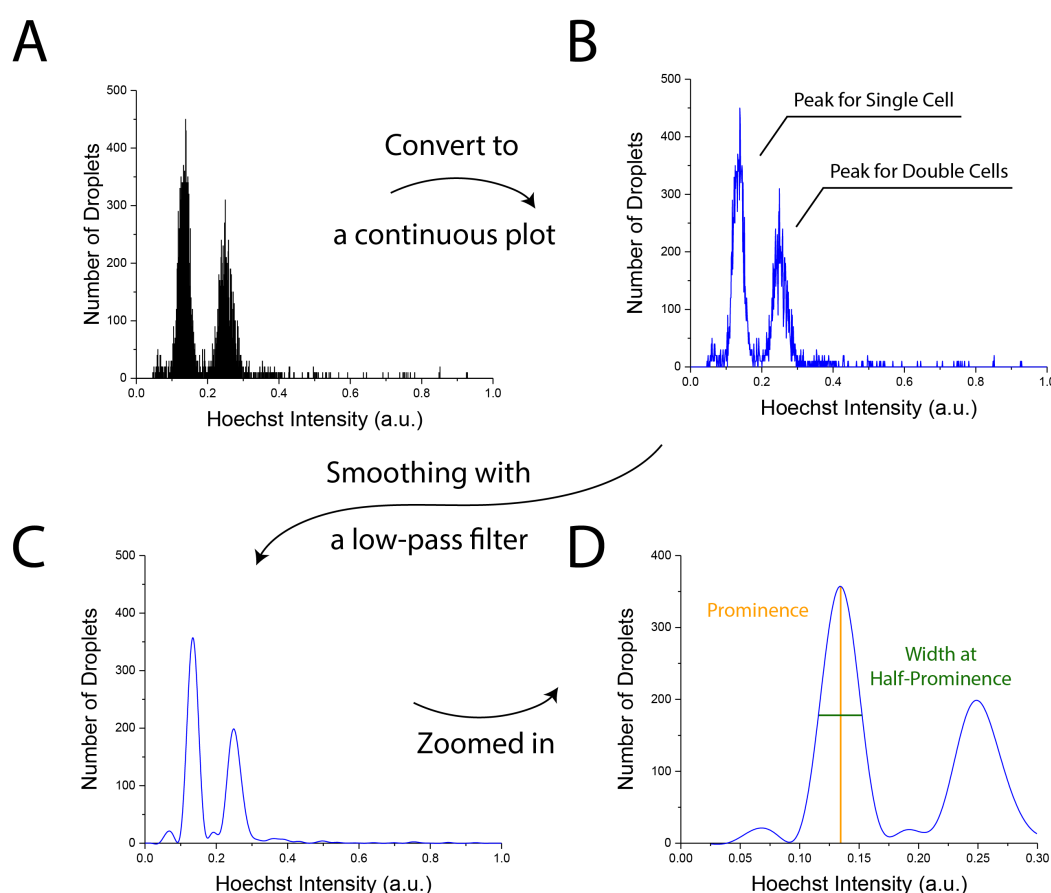 A
500
400
300
200
100
0
Number of Droplets
0.0 0.2 0.4 0.6 0.8 1.0
Hoechst Intensity (a.u.)
Convert to
a continuous plot
B
500
400
300
200
100
0
Number of Droplets
Peak for Single Cell
Peak for Double Cells
0.0 0.2 0.4 0.6 0.8 1.0
Hoechst Intensity (a.u.)
Smoothing with
a low-pass filter
C
500
400
300
200
100
0
Number of Droplets
0.0 0.2 0.4 0.6 0.8 1.0
Hoechst Intensity (a.u.)
Zoomed in
D
400
300
200
100
0
Number of Droplets
Prominence
Width at
Half-Prominence
0.00 0.05 0.10 0.15 0.20 0.25 0.30
Hoechst Intensity (a.u.)